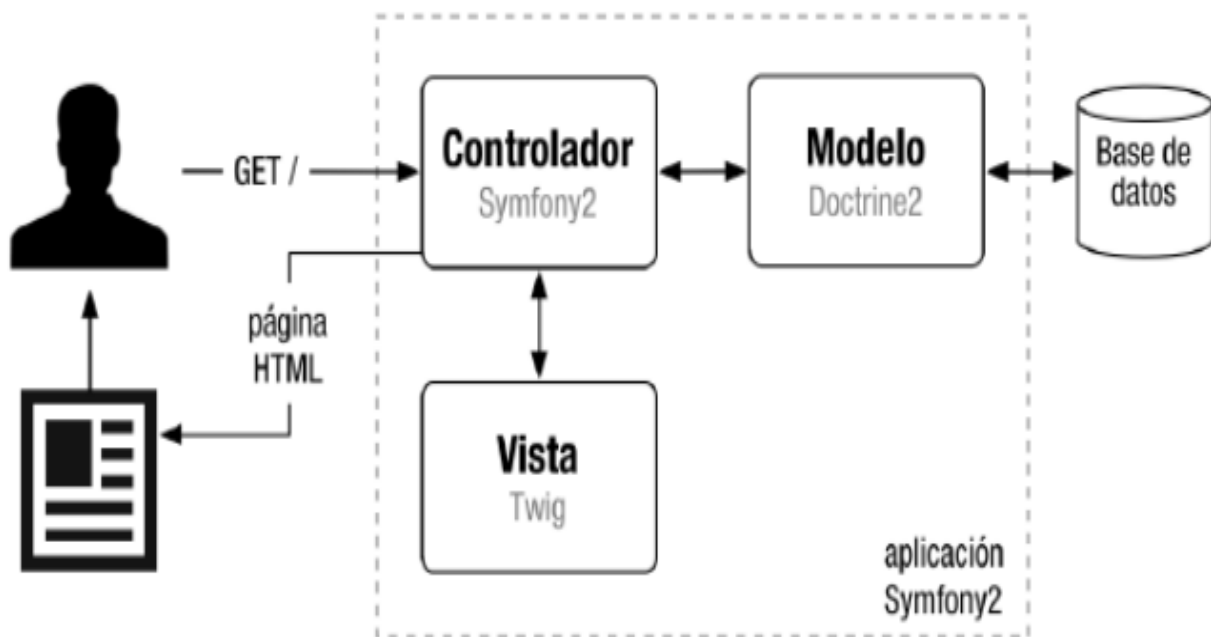 GET /
Controlador
Symfony2
Modelo
Doctrine2
Base de
datos
página
HTML
Vista
Twig
aplicación
Symfony2